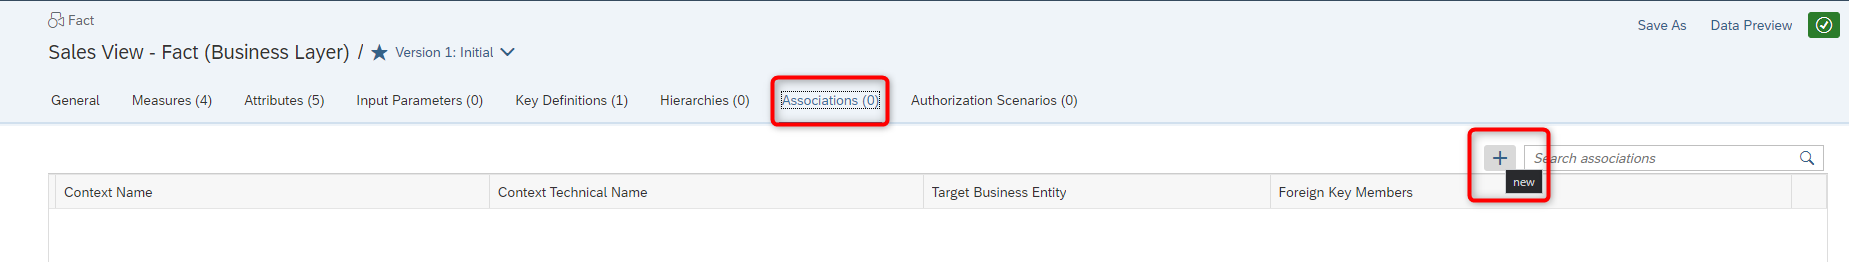 Fact
Save As Data Preview
Sales View - Fact (Business Layer) / Version 1: Initial
General Measures (4) Attributes (5) Input Parameters (0) Key Definitions (1) Hierarchies (0) Associations (0) Authorization Scenarios (0)
Search associations
new
Context Name Context Technical Name Target Business Entity Foreign Key Members